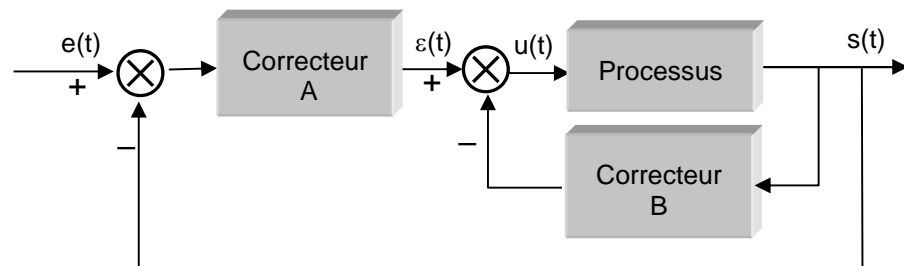 e(t)
+
−
Correcteur
A
ε(t)
+
−
u(t)
Processus
s(t)
Correcteur
B